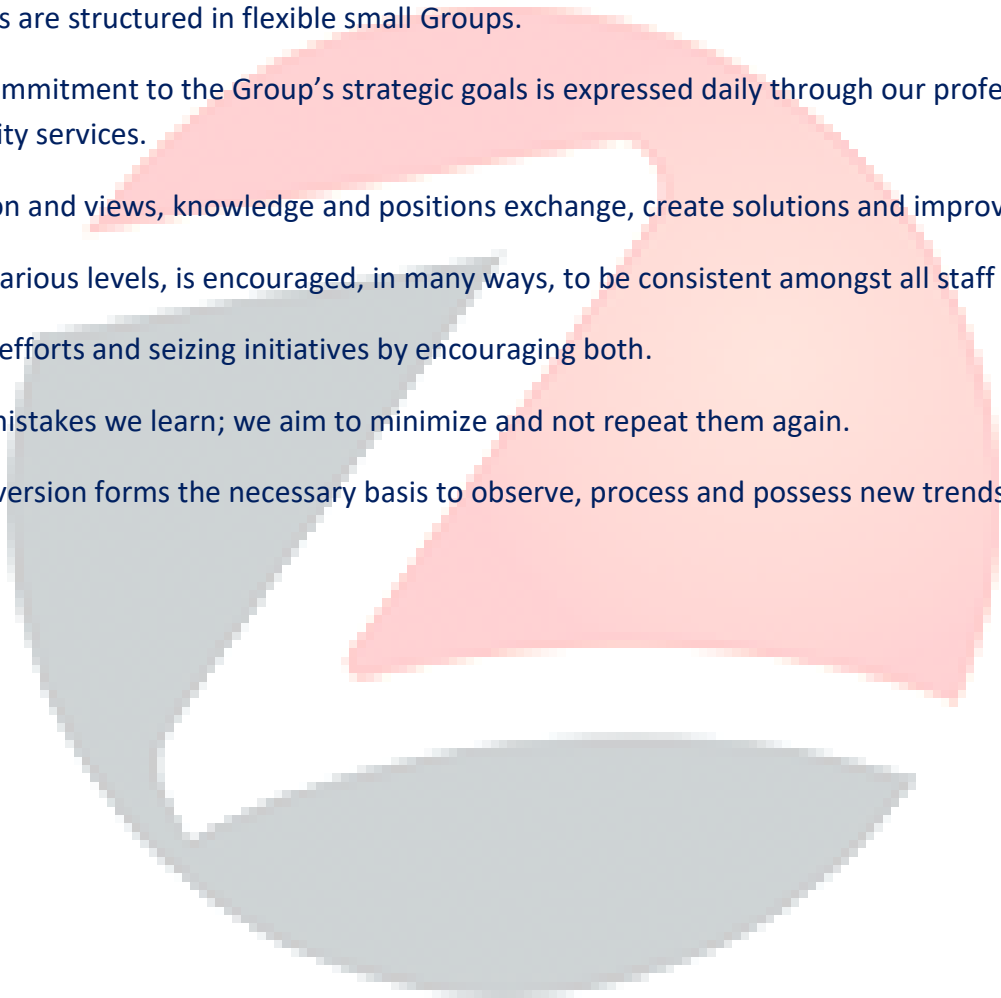 s are structured in flexible small Groups.
mmitment to the Group's strategic goals is expressed daily through our profe
ity services.
on and views, knowledge and positions exchange, create solutions and improv
arious levels, is encouraged, in many ways, to be consistent amongst all staff
efforts and seizing initiatives by encouraging both.
mistakes we learn; we aim to minimize and not repeat them again.
version forms the necessary basis to observe, process and possess new trends